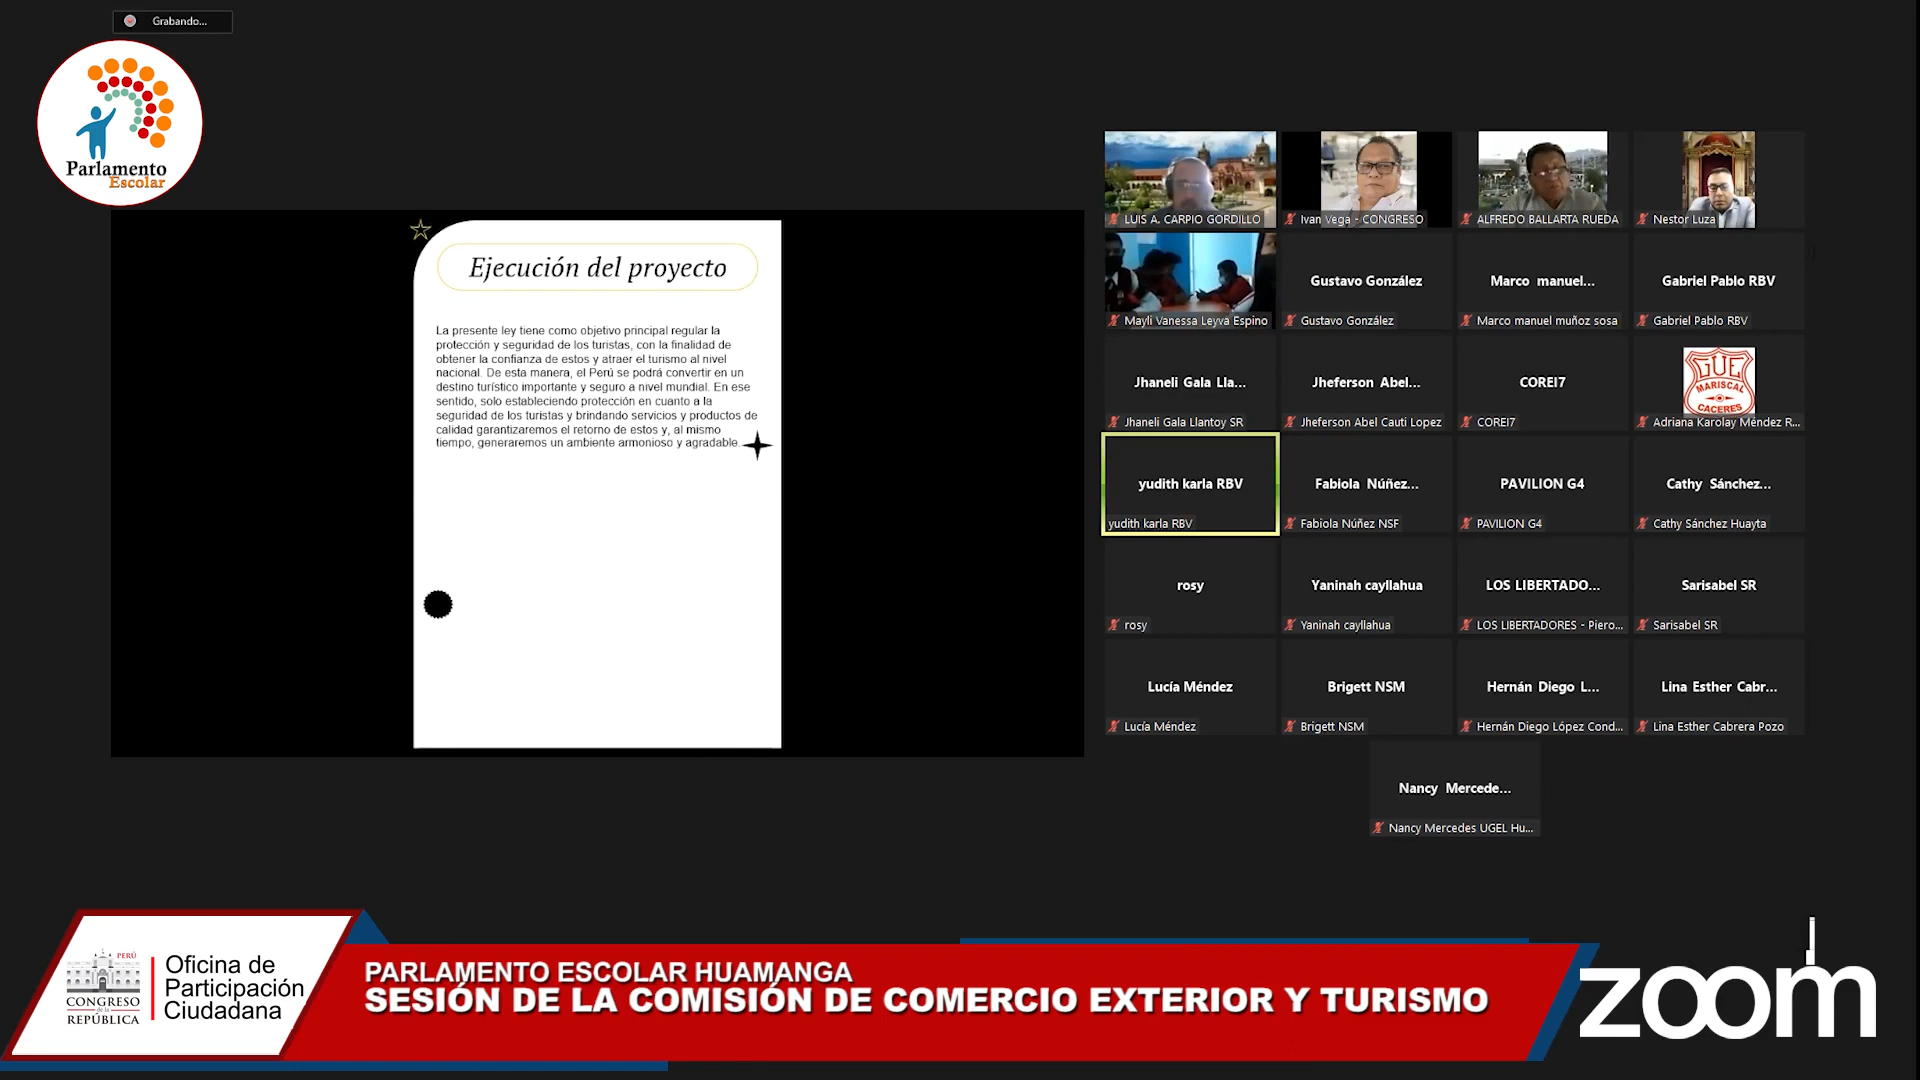 Grabando...
Parlamento
Escolar
Ejecución del proyecto
La presente ley tiene como objetivo principal regular la
protección y seguridad de los turistas, con la finalidad de
obtener la confianza de estos y atraer el turismo al nivel
nacional. De esta manera, el Perú se podrá convertir en un
destino turístico importante y seguro a nivel mundial. En ese
sentido, solo estableciendo protección en cuanto a la
seguridad de los turistas y brindando servicios y productos de
calidad garantizaremos el retorno de estos y, al mismo
tiempo, generaremos un ambiente armonioso y agradable.
LUIS A. CARPIO GORDILLO
Ivan Vega - CONGRESO
ALFREDO BALLARTA RUEDA
Nestor Luza
Mayli Vanessa Leyva Espino
Gustavo González
Gustavo González
Marco manuel...
Marco manuel muñoz sosa
Gabriel Pablo RBV
Gabriel Pablo RBV
Jhaneli Gala Lla...
Jhaneli Gala Llantoy SR
Jheferson Abel...
Jheferson Abel Cauti Lopez
COREI7
COREI7
GUE
MARISCAL
CACERES
Adriana Karolay Méndez R...
yudith karla RBV
yudith karla RBV
Fabiola Núñez...
Fabiola Núñez NSF
PAVILION G4
PAVILION G4
Cathy Sánchez...
Cathy Sánchez Huayta
rosy
rosy
Yaninah cayllahua
Yaninah cayllahua
LOS LIBERTADO...
LOS LIBERTADORES - Piero...
Sarisabel SR
Sarisabel SR
Lucía Méndez
Lucía Méndez
Brigett NSM
Brigett NSM
Hernán Diego L...
Hernán Diego López Cond...
Lina Esther Cabr...
Lina Esther Cabrera Pozo
Nancy Mercede...
Nancy Mercedes UGEL Hu...
PERÚ
CONGRESO
de la
REPÚBLICA
Oficina de
Participación
Ciudadana
PARLAMENTO ESCOLAR HUAMANGA
SESIÓN DE LA COMISIÓN DE COMERCIO EXTERIOR Y TURISMO
zoom